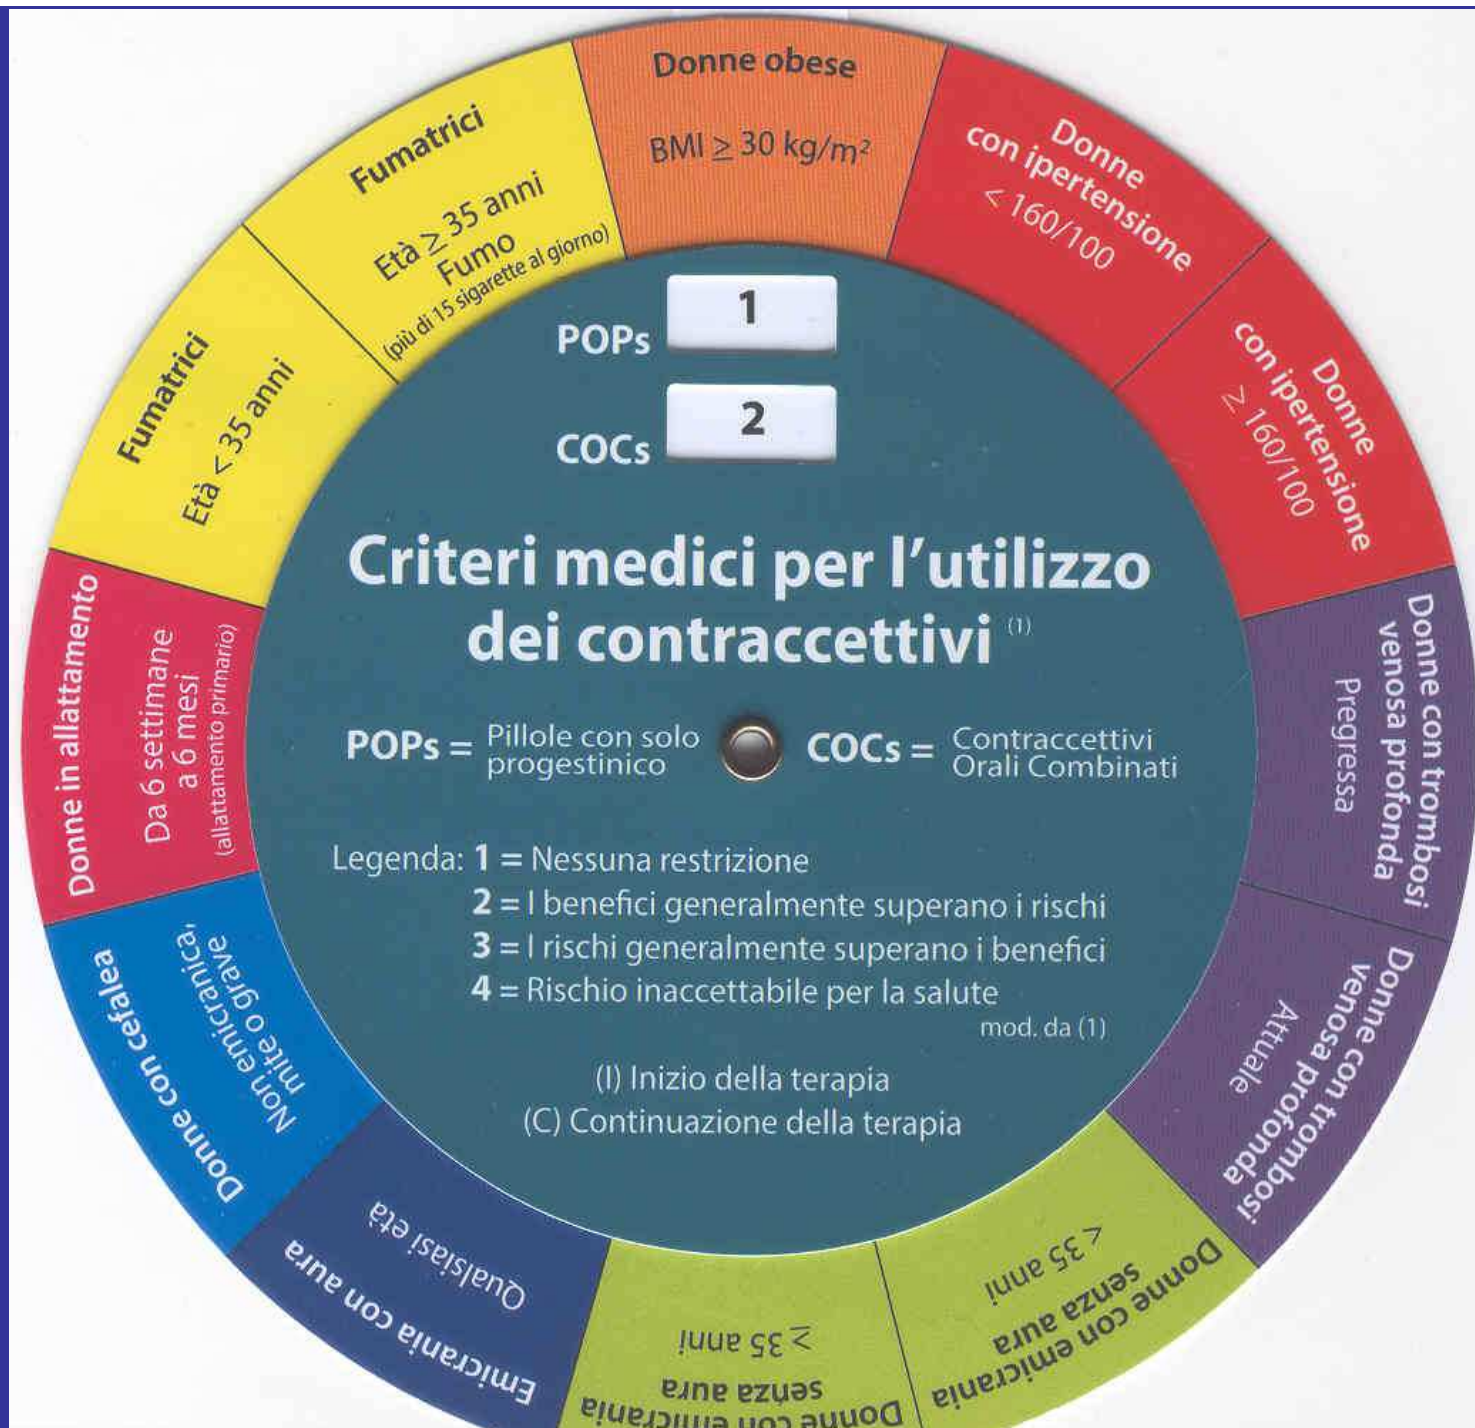 Donne obese
BMI ≥ 30 kg/m²
Donne
con ipertensione
< 160/100
Donne
con ipertensione
≥ 160/100
Donne con trombosi
venosa profonda
Pregressa
Donne con trombosi
venosa profonda
Attuale
Donne con emicrania
senza aura
< 35 anni
Donne con emicrania
senza aura
≥ 35 anni
Emicrania con aura
Qualsiasi età
Donne con cefalea
Non emicranica,
mite o grave
Donne in allattamento
Da 6 settimane
a 6 mesi
(allattamento primario)
Fumatrici
Età < 35 anni
Fumatrici
Età ≥ 35 anni
Fumo
(più di 15 sigarette al giorno)
POPs 1
COCs 2
Criteri medici per l'utilizzo
dei contraccettivi (1)
POPs = Pillole con solo
progestinico
COCs = Contraccettivi
Orali Combinati
Legenda: 1 = Nessuna restrizione
2 = I benefici generalmente superano i rischi
3 = I rischi generalmente superano i benefici
4 = Rischio inaccettabile per la salute
mod. da (1)
(I) Inizio della terapia
(C) Continuazione della terapia